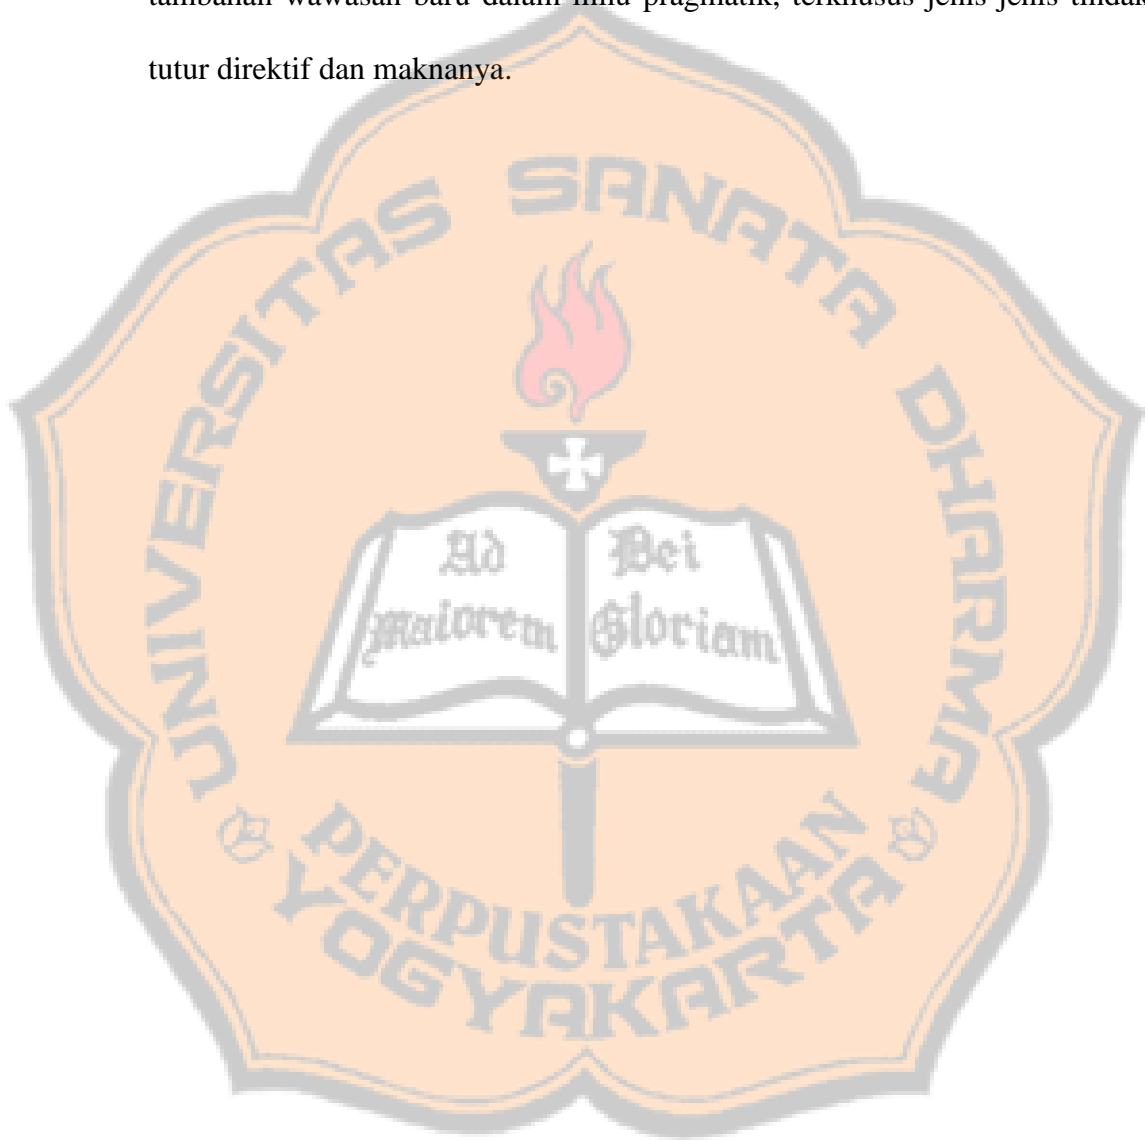 tambahan wawasan baru dalam ilmu pragmatik, terkhusus jenis-jenis tindak
tutur direktif dan maknanya.
UNIVERSITAS SANATA DHARMA
Ad Dei
Maiorem Gloriam
PERPUSTAKAAN
YOGYAKARTA